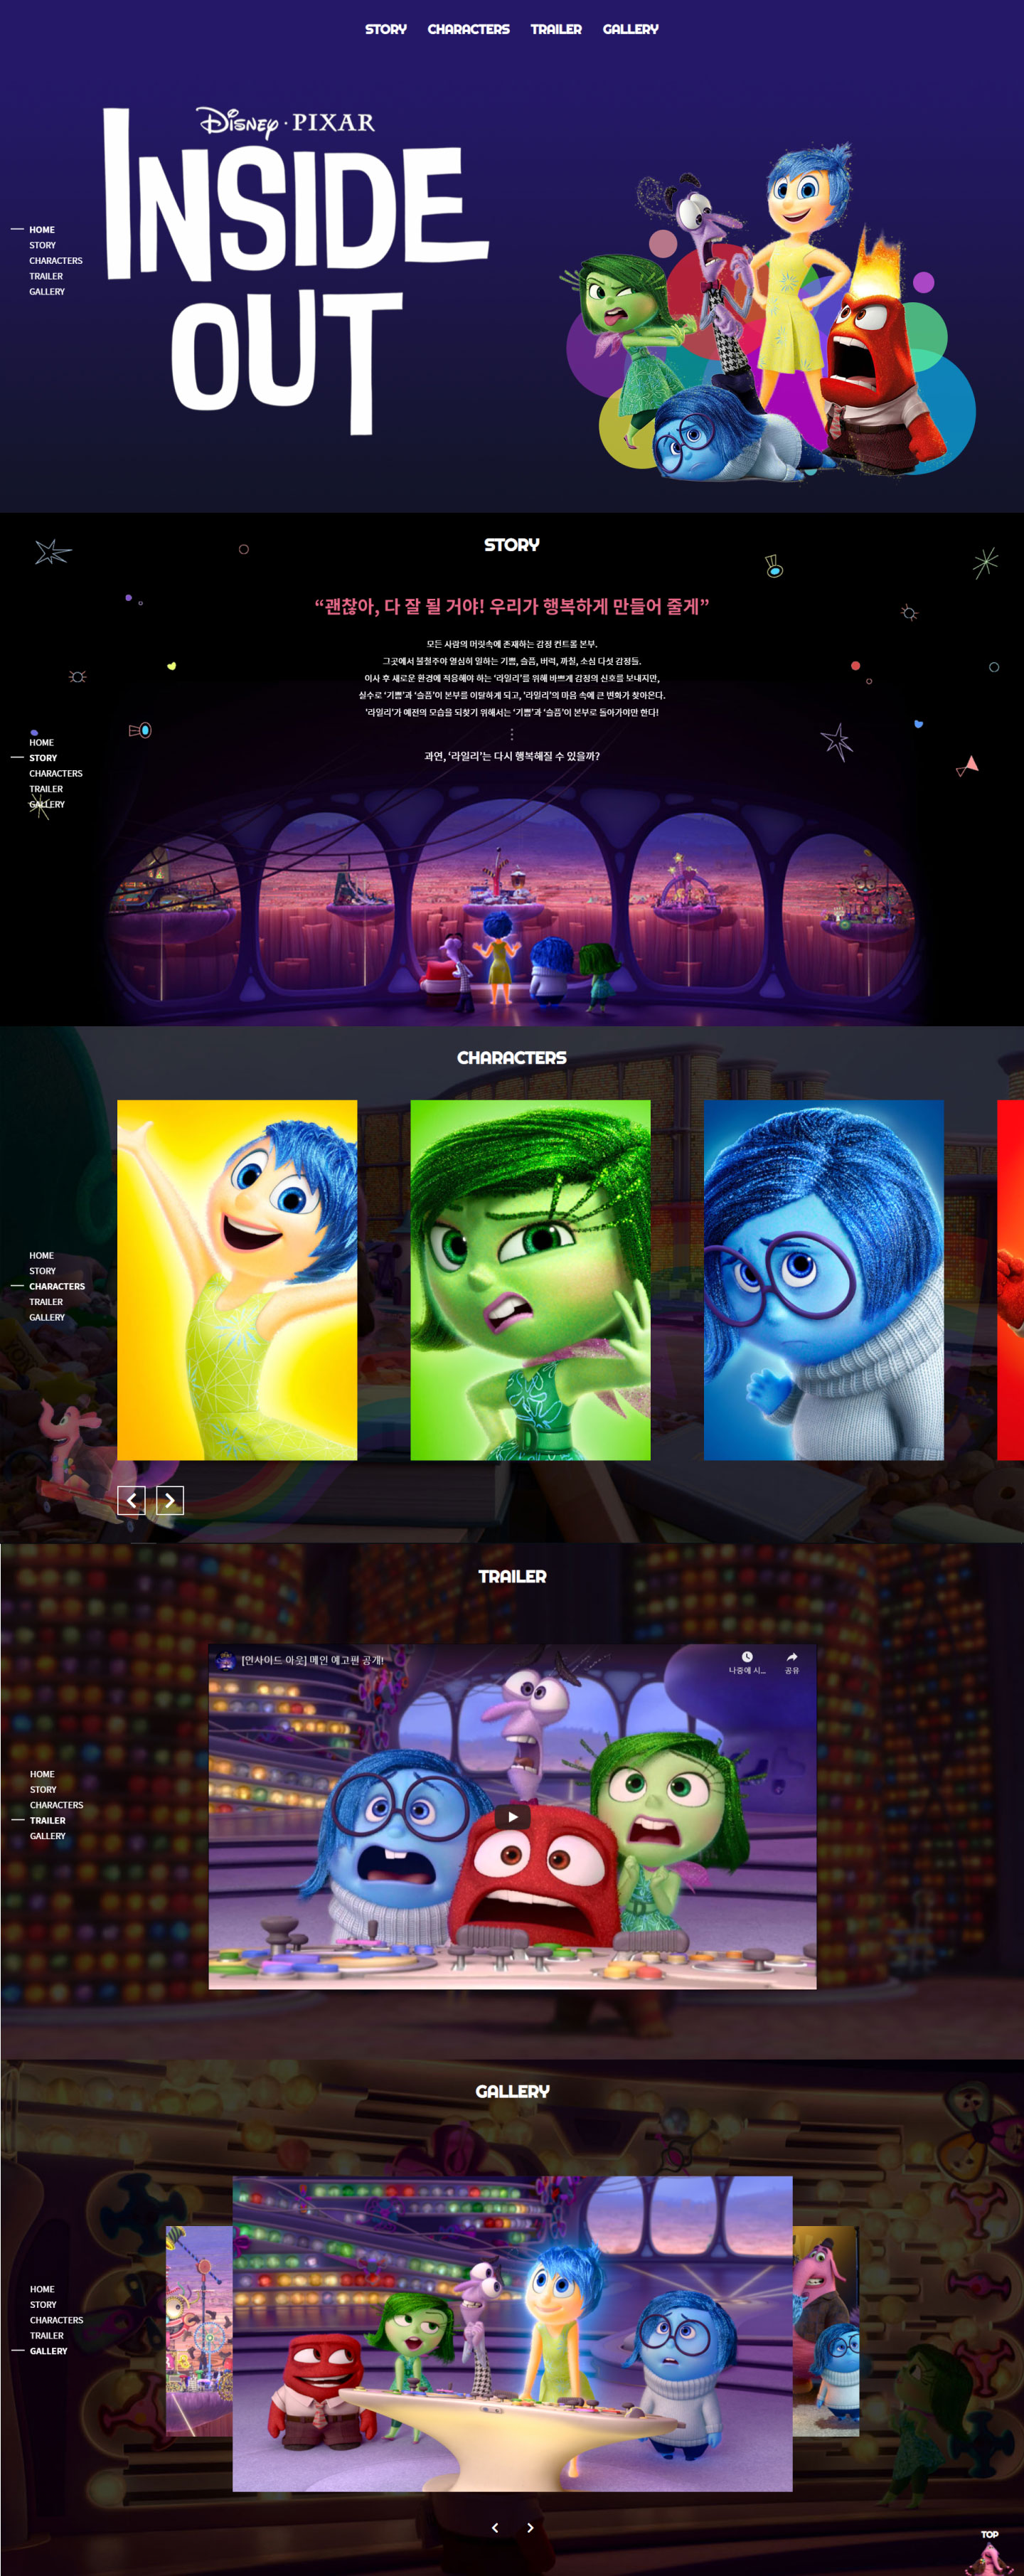 STORY CHARACTERS TRAILER GALLERY
Disney · PIXAR
INSIDE
OUT
HOME
STORY
CHARACTERS
TRAILER
GALLERY
STORY
“괜찮아, 다 잘 될 거야! 우리가 행복하게 만들어 줄게”
모든 사람의 머릿속에 존재하는 감정 컨트롤 본부.
그곳에서 불철주야 열심히 일하는 기쁨, 슬픔, 버럭, 까칠, 소심 다섯 감정들.
이사 후 새로운 환경에 적응해야 하는 ‘라일리’를 위해 바쁘게 감정의 신호를 보내지만,
실수로 ‘기쁨’과 ‘슬픔’이 본부를 이탈하게 되고, ‘라일리’의 마음 속에 큰 변화가 찾아온다.
‘라일리’가 예전의 모습을 되찾기 위해서는 ‘기쁨’과 ‘슬픔’이 본부로 돌아가야만 한다!
과연, ‘라일리’는 다시 행복해질 수 있을까?
HOME
STORY
CHARACTERS
TRAILER
GALLERY
CHARACTERS
HOME
STORY
CHARACTERS
TRAILER
GALLERY
TRAILER
[인사이드 아웃] 메인 예고편 공개!
나중에 시...
공유
HOME
STORY
CHARACTERS
TRAILER
GALLERY
GALLERY
HOME
STORY
CHARACTERS
TRAILER
GALLERY
TOP